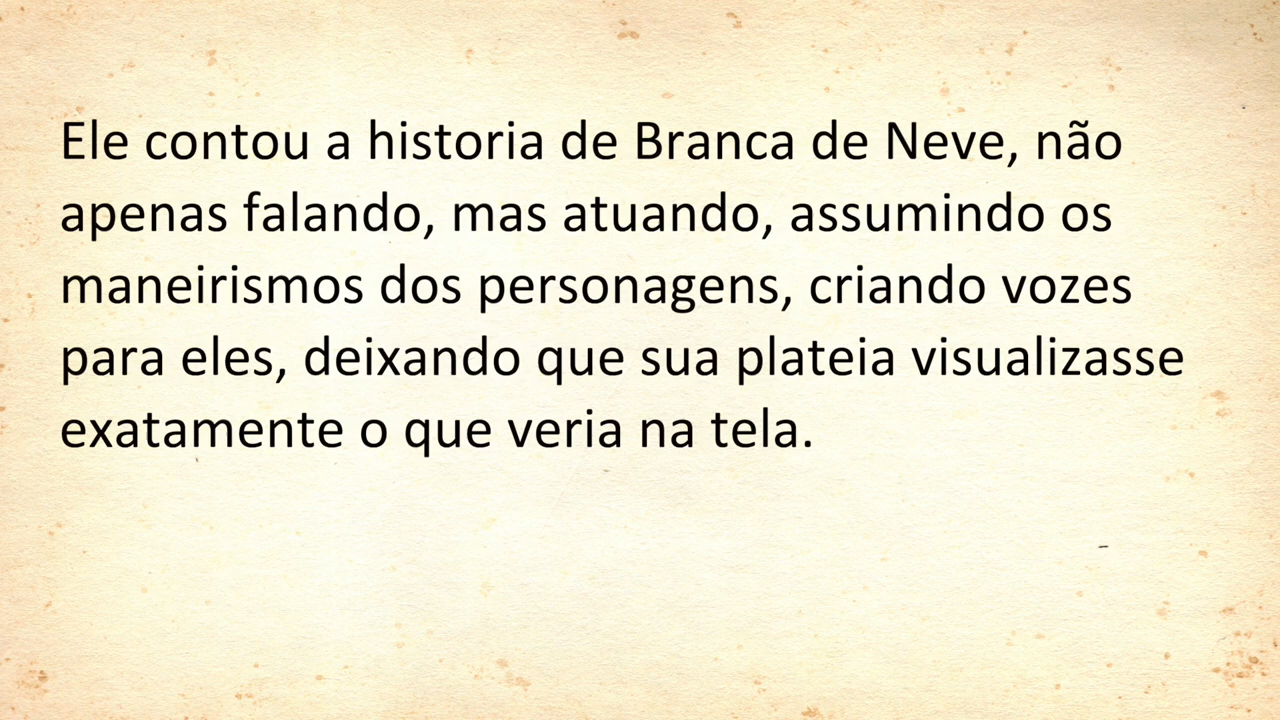 Ele contou a historia de Branca de Neve, não
apenas falando, mas atuando, assumindo os
maneirismos dos personagens, criando vozes
para eles, deixando que sua plateia visualizasse
exatamente o que veria na tela.